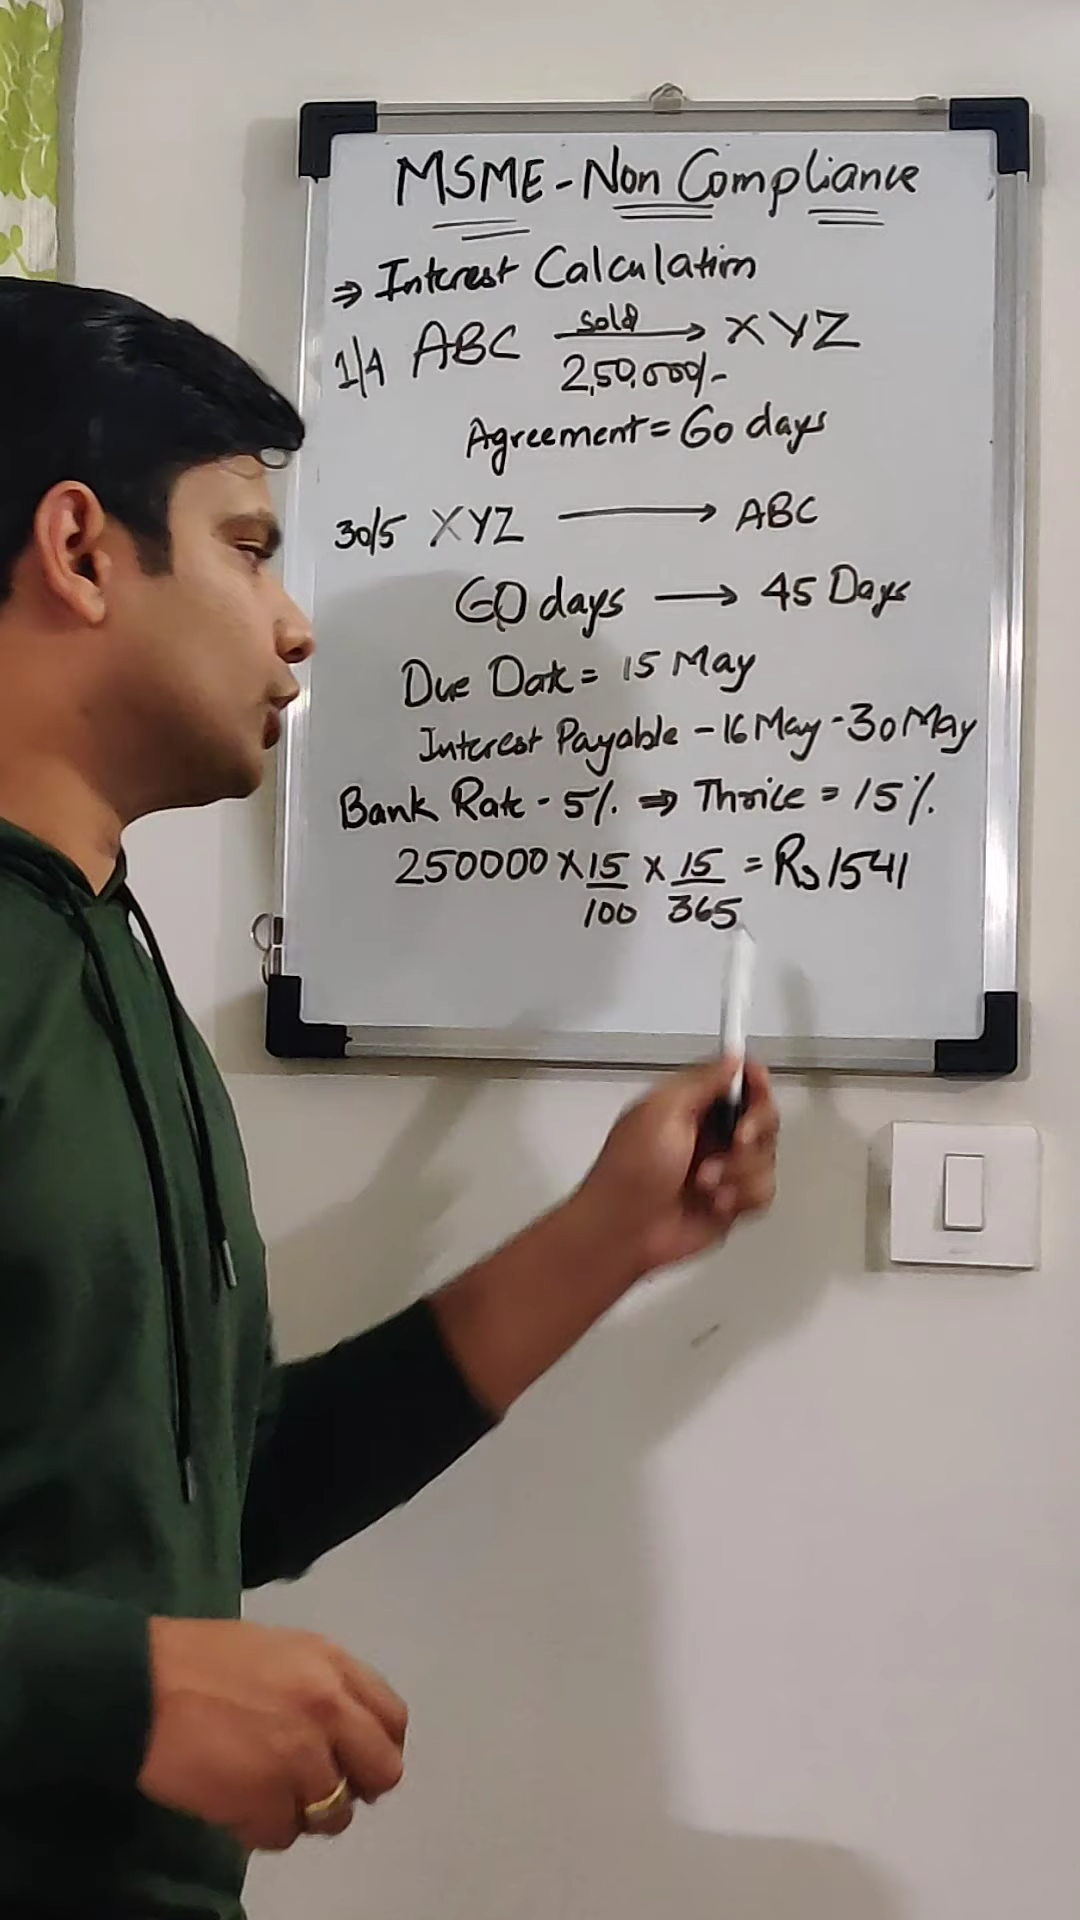 MSME - Non Compliance
⇒ Interest Calculation
1/4 ABC sold → XYZ
2,50,000/-
Agreement = 60 days
30/5 XYZ → ABC
60 days → 45 Days
Due Date = 15 May
Interest Payable - 16 May - 30 May
Bank Rate - 5% ⇒ Thrice = 15%
250000 × 15/100 × 15/365 = Rs 1541